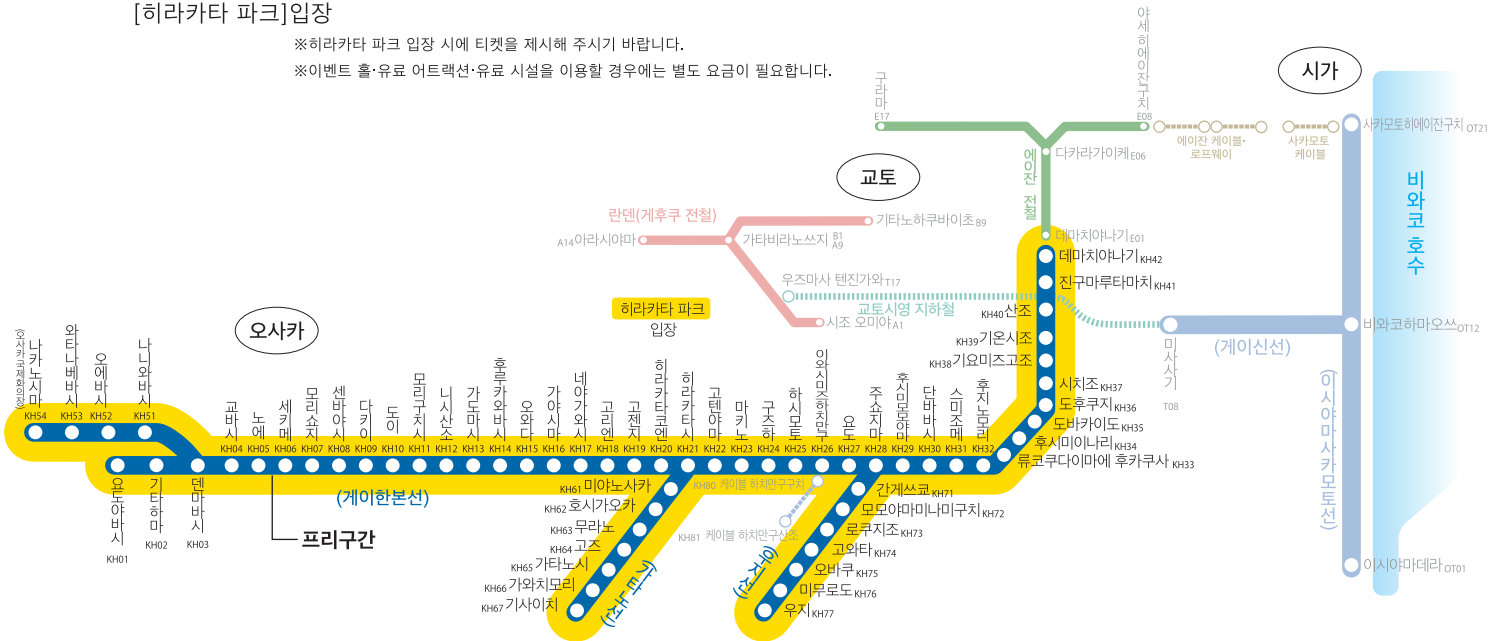 [히라카타 파크]입장
※히라카타 파크 입장 시에 티켓을 제시해 주시기 바랍니다.
※이벤트 홀·유료 어트랙션·유료 시설을 이용할 경우에는 별도 요금이 필요합니다.
구라마 E17
야세히에이잔구치 E08
시가
에이잔 케이블·
로프웨이
사카모토
케이블
사카모토히에이잔구치 OT21
다카라가이케 E06
에이잔 전철
비와코 호수
교토
란덴(게후쿠 전철)
기타노하쿠바이초 B9
A14 아라시야마
가타비라노쓰지 B1
A9
데마치야나기 E01
데마치야나기 KH42
우즈마사 텐진가와 T17
진구마루타마치 KH41
교토시영 지하철
시조 오미야 A1
KH40 산조
KH39 기온시조
KH38 기요미즈고조
미사사기 T08
(게이신선)
비와코하마오쓰 OT12
(이시야마사카모토선)
이시야마데라 OT01
히라카타 파크
입장
오사카
시치조 KH37
도후쿠지 KH36
도바카이도 KH35
후시미이나리 KH34
류코쿠다이마에 후카쿠사 KH33
(오사카국제회의장)
나카노시마 KH54
와타나베바시 KH53
오에바시 KH52
나니와바시 KH51
교바시 KH04
노에 KH05
세키메 KH06
모리쇼지 KH07
센바야시 KH08
다키이 KH09
도이 KH10
모리구치시 KH11
니시산소 KH12
가도마시 KH13
후루카와바시 KH14
오와다 KH15
가야시마 KH16
네야가와시 KH17
고리엔 KH18
고젠지 KH19
히라카타코엔 KH20
히라카타시 KH21
고텐야마 KH22
마키노 KH23
구즈하 KH24
하시모토 KH25
이와시미즈하치만구 KH26
요도 KH27
주쇼지마 KH28
후시미모모야마 KH29
단바바시 KH30
스미조메 KH31
후지노모리 KH32
요도야바시 KH01
기타하마 KH02
덴마바시 KH03
(게이한본선)
프리구간
KH61 미야노사카
KH62 호시가오카
KH63 무라노
KH64 고즈
KH65 가타노시
KH66 가와치모리
KH67 기사이치
(가타노선)
KH80 케이블 하치만구구치
KH81 케이블 하치만구산조
간게쓰쿄 KH71
모모야마미나미구치 KH72
로쿠지조 KH73
고와타 KH74
오바쿠 KH75
미무로도 KH76
우지 KH77
(우지선)